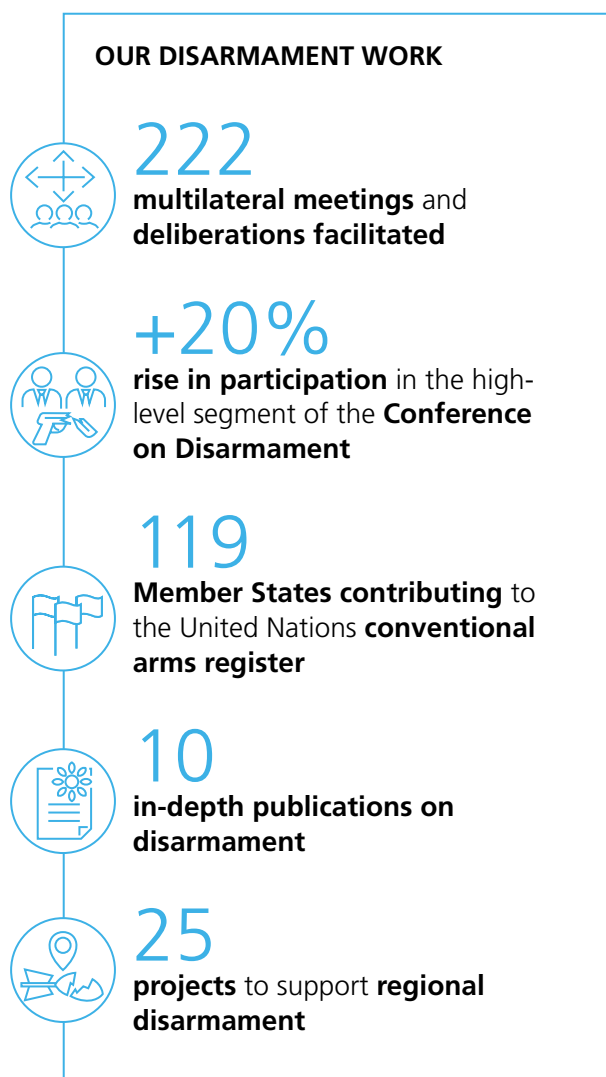 OUR DISARMAMENT WORK
222
multilateral meetings and
deliberations facilitated
+20%
rise in participation in the high-
level segment of the Conference
on Disarmament
119
Member States contributing to
the United Nations conventional
arms register
10
in-depth publications on
disarmament
25
projects to support regional
disarmament